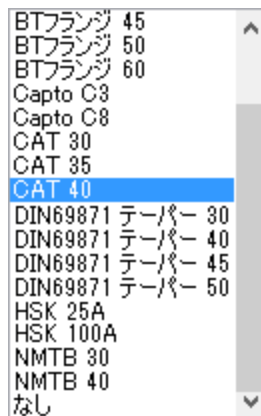 BTフランジ 45
BTフランジ 50
BTフランジ 60
Capto C3
Capto C8
CAT 30
CAT 35
CAT 40
DIN69871 テーパー 30
DIN69871 テーパー 40
DIN69871 テーパー 45
DIN69871 テーパー 50
HSK 25A
HSK 100A
NMTB 30
NMTB 40
なし